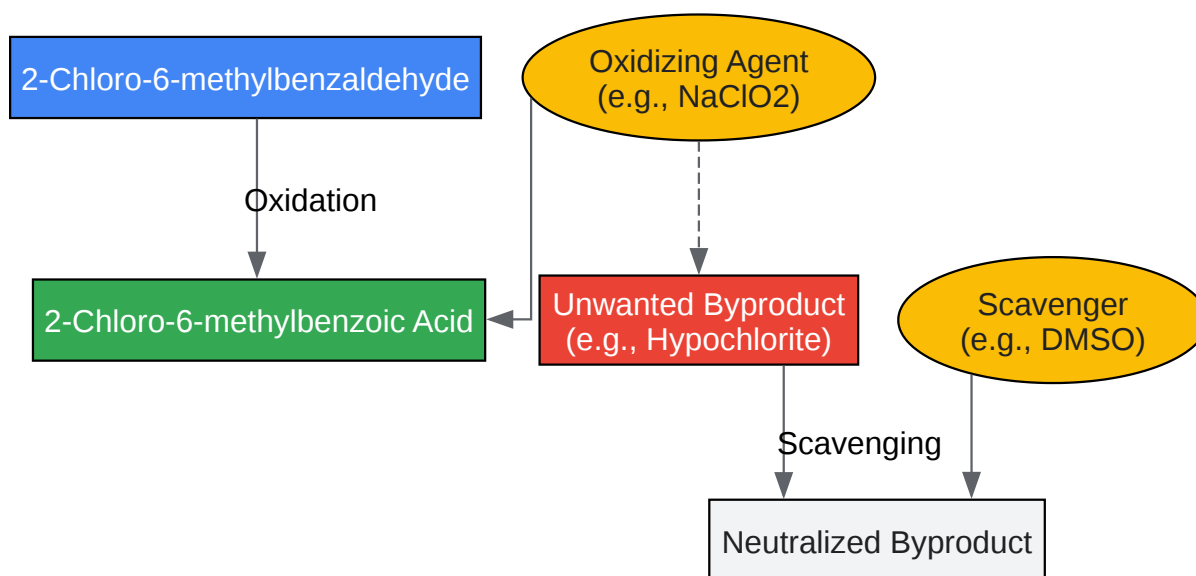 2-Chloro-6-methylbenzaldehyde
Oxidizing Agent
(e.g., NaClO2)
Oxidation
2-Chloro-6-methylbenzoic Acid
Unwanted Byproduct
(e.g., Hypochlorite)
Scavenger
(e.g., DMSO)
Scavenging
Neutralized Byproduct